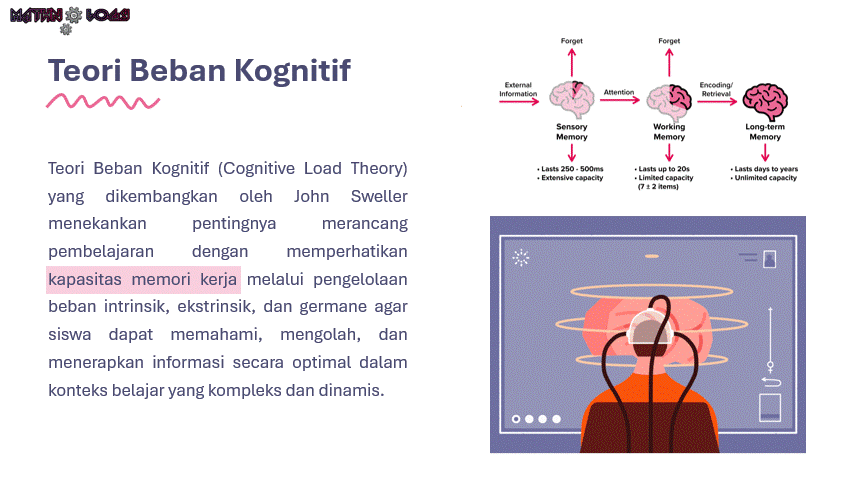 Teori Beban Kognitif
Teori Beban Kognitif (Cognitive Load Theory)
yang dikembangkan oleh John Sweller
menekankan pentingnya merancang
pembelajaran dengan memperhatikan
kapasitas memori kerja melalui pengelolaan
beban intrinsik, ekstrinsik, dan germane agar
siswa dapat memahami, mengolah, dan
menerapkan informasi secara optimal dalam
konteks belajar yang kompleks dan dinamis.
Forget
Forget
External
Information
Attention
Encoding/
Retrieval
Sensory
Memory
Working
Memory
Long-term
Memory
• Lasts 250 - 500ms
• Extensive capacity
• Lasts up to 20s
• Limited capacity
(7 ± 2 items)
• Lasts days to years
• Unlimited capacity